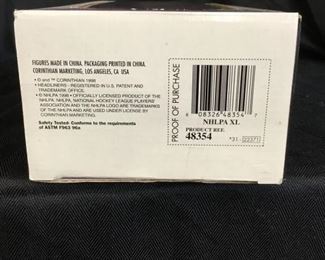 FIGURES MADE IN CHINA. PACKAGING PRINTED IN CHINA.
CORINTHIAN MARKETING, LOS ANGELES, CA USA
• © and ™ CORINTHIAN 1998
• HEADLINERS - REGISTERED IN U.S. PATENT AND
TRADEMARK OFFICE.
• © NHLPA 1998 • OFFICIALLY LICENSED PRODUCT OF THE
NHLPA. NHLPA, NATIONAL HOCKEY LEAGUE PLAYERS'
ASSOCIATION AND THE NHLPA LOGO ARE TRADEMARKS
OF THE NHLPA AND ARE USED UNDER LICENSE BY
CORINTHIAN MARKETING.
Safety Tested: Conforms to the requirements
of ASTM F963 96a
PROOF OF PURCHASE
08326 48354 7
NHLPA XL
PRODUCT REF.
48354